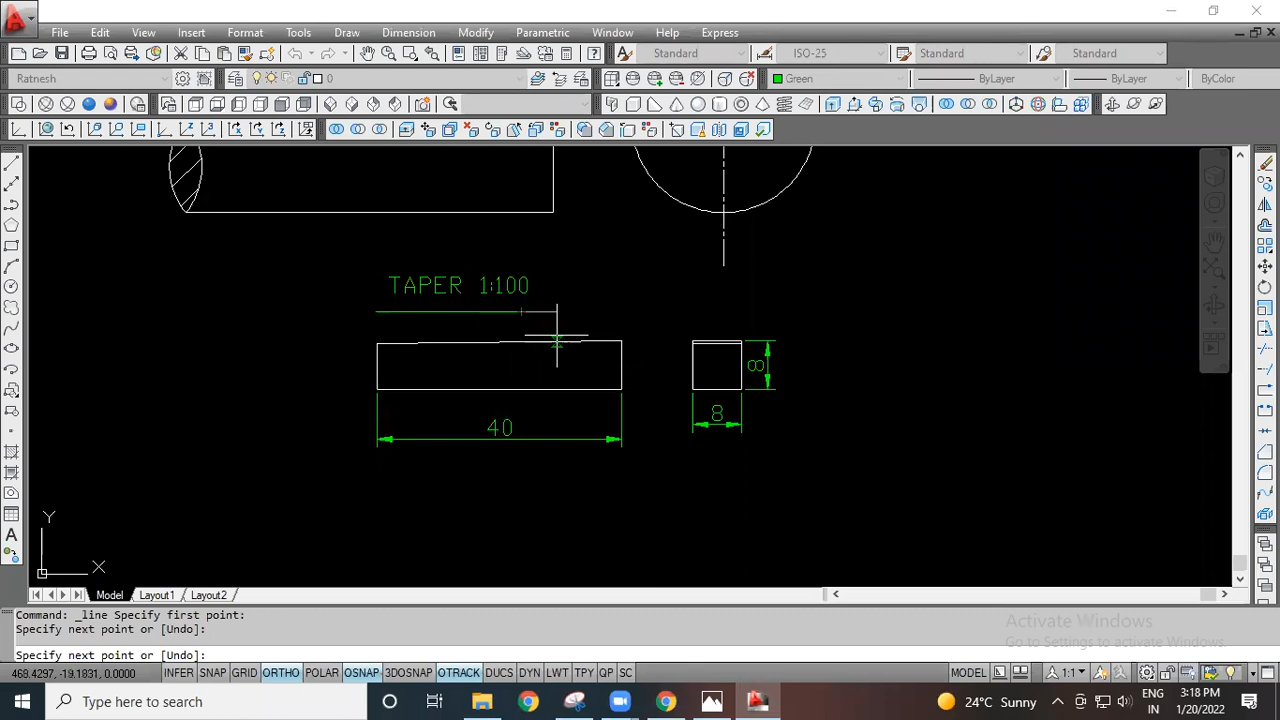 File Edit View Insert Format Tools Draw Dimension Modify Parametric Window Help Express
Standard ISO-25 Standard Standard
Ratnesh 0 Green ByLayer ByLayer ByColor
TAPER 1:100
8
8
40
Y
X
Model Layout1 Layout2
Command: _line Specify first point:
Specify next point or [Undo]:
Specify next point or [Undo]:
Activate Windows
Go to Settings to activate Windows.
468.4297, -19.1831, 0.0000 INFER SNAP GRID ORTHO POLAR OSNAP 3DOSNAP OTRACK DUCS DYN LWT TPY QP SC MODEL 1:1
Type here to search 24°C Sunny ENG IN 3:18 PM 1/20/2022